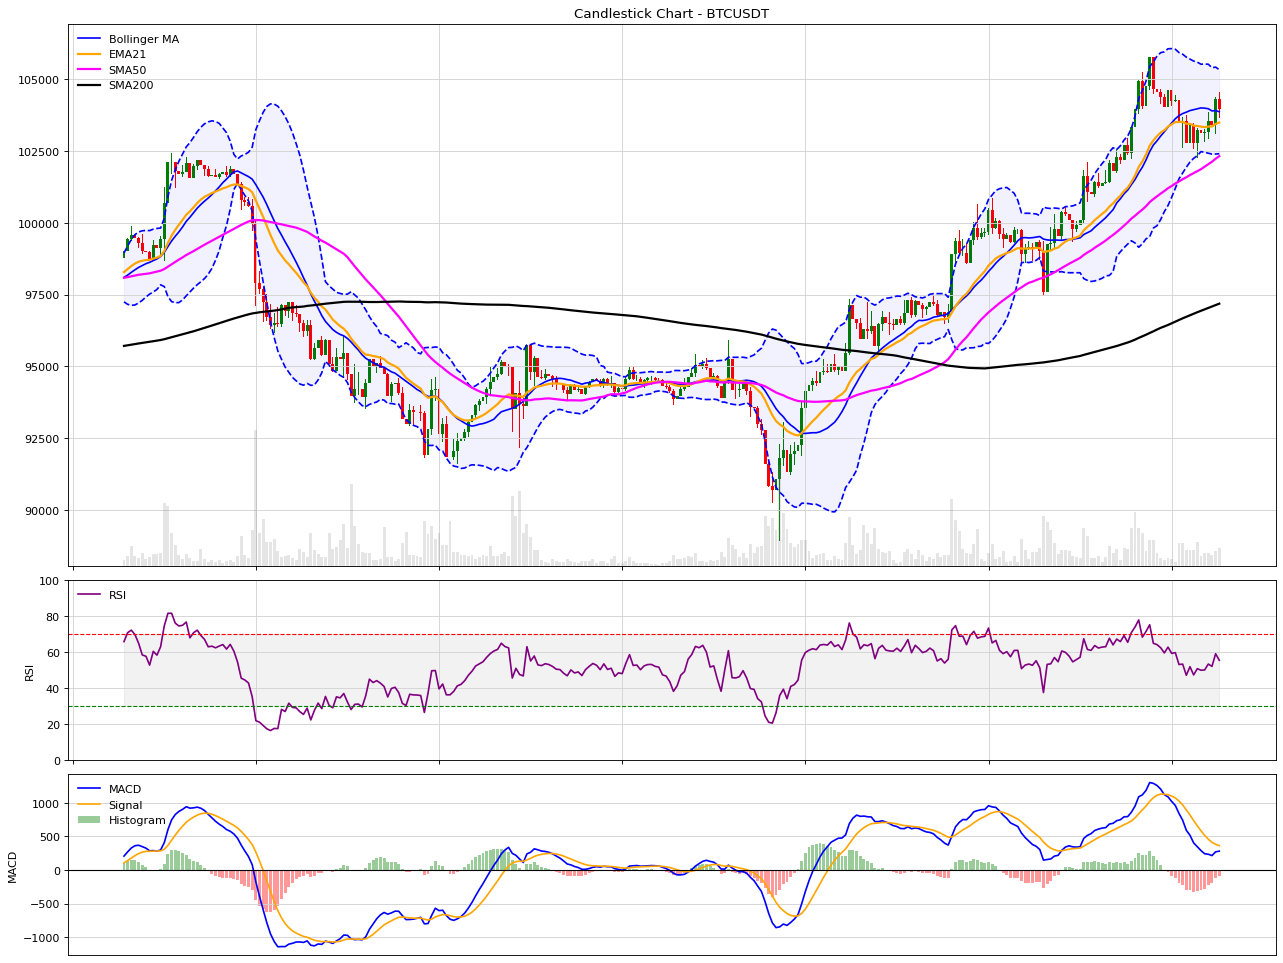 Candlestick Chart - BTCUSDT
Bollinger MA
EMA21
SMA50
SMA200
105000
102500
100000
97500
95000
92500
90000
100
80
60
40
20
0
RSI
RSI
1000
500
0
−500
−1000
MACD
MACD
Signal
Histogram